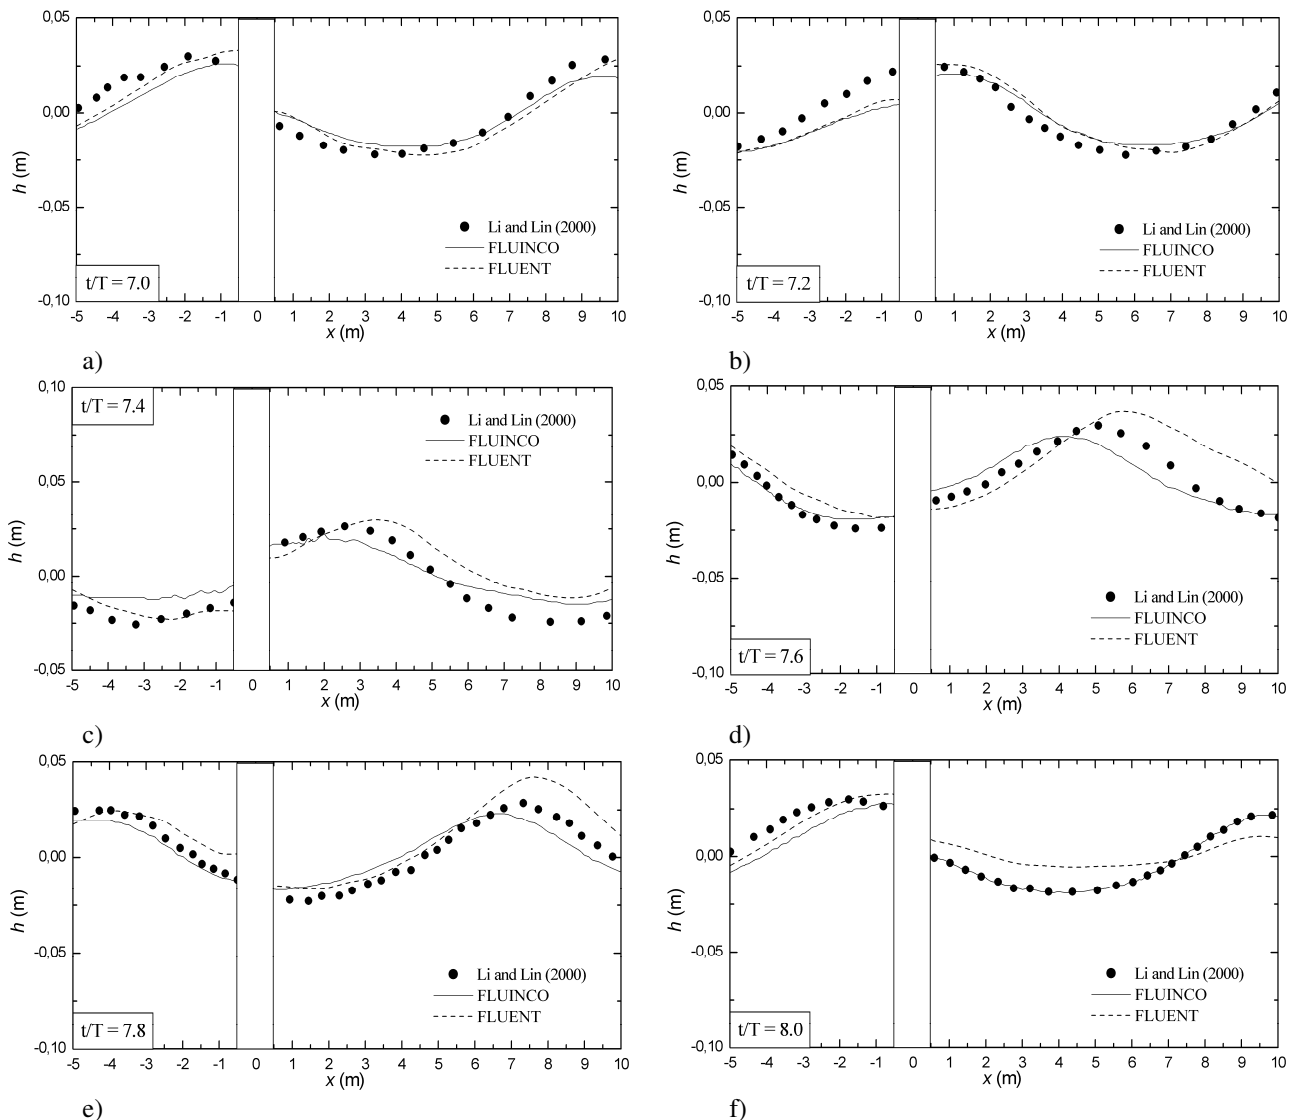 0,05
0,00
-0,05
-0,10
h (m)
Li and Lin (2000)
FLUINCO
FLUENT
t/T = 7.0
-5 -4 -3 -2 -1 0 1 2 3 4 5 6 7 8 9 10
x (m)
a)
0,05
0,00
-0,05
-0,10
h (m)
Li and Lin (2000)
FLUINCO
FLUENT
t/T = 7.2
-5 -4 -3 -2 -1 0 1 2 3 4 5 6 7 8 9 10
x (m)
b)
0,10
0,05
0,00
-0,05
h (m)
t/T = 7.4
Li and Lin (2000)
FLUINCO
FLUENT
-5 -4 -3 -2 -1 0 1 2 3 4 5 6 7 8 9 10
x (m)
c)
0,05
0,00
-0,05
-0,10
h (m)
Li and Lin (2000)
FLUINCO
FLUENT
t/T = 7.6
-5 -4 -3 -2 -1 0 1 2 3 4 5 6 7 8 9 10
x (m)
d)
0,05
0,00
-0,05
-0,10
h (m)
Li and Lin (2000)
FLUINCO
FLUENT
t/T = 7.8
-5 -4 -3 -2 -1 0 1 2 3 4 5 6 7 8 9 10
x (m)
e)
0,05
0,00
-0,05
-0,10
h (m)
Li and Lin (2000)
FLUINCO
FLUENT
t/T = 8.0
-5 -4 -3 -2 -1 0 1 2 3 4 5 6 7 8 9 10
x (m)
f)